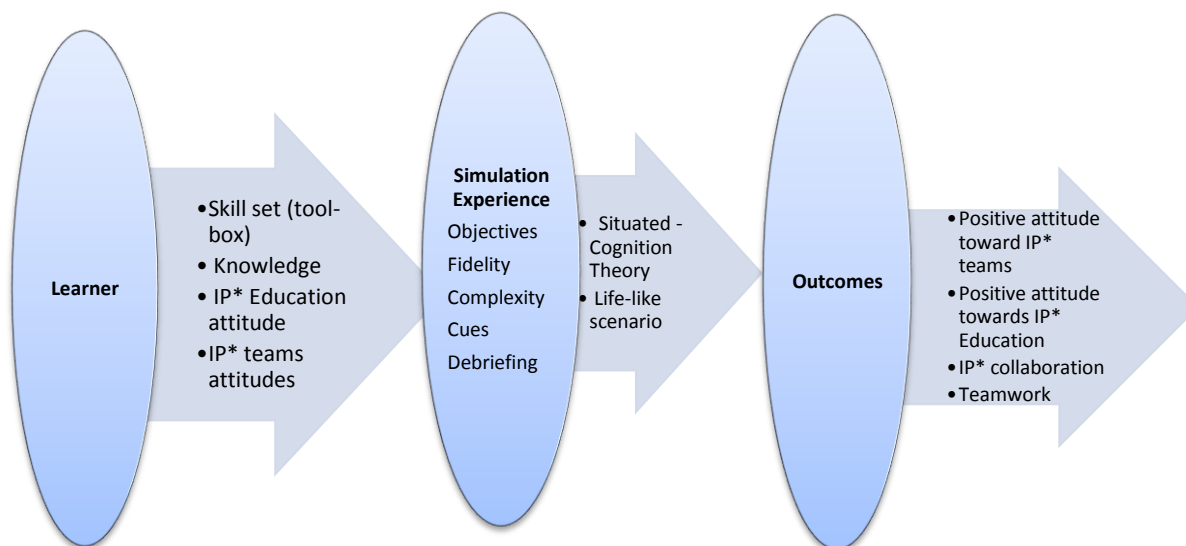 Learner
•Skill set (tool-
box)
• Knowledge
• IP* Education
attitude
•IP* teams
attitudes
Simulation
Experience
Objectives
Fidelity
Complexity
Cues
Debriefing
• Situated -
Cognition
Theory
• Life-like
scenario
Outcomes
•Positive attitude
toward IP*
teams
•Positive attitude
towards IP*
Education
•IP* collaboration
•Teamwork